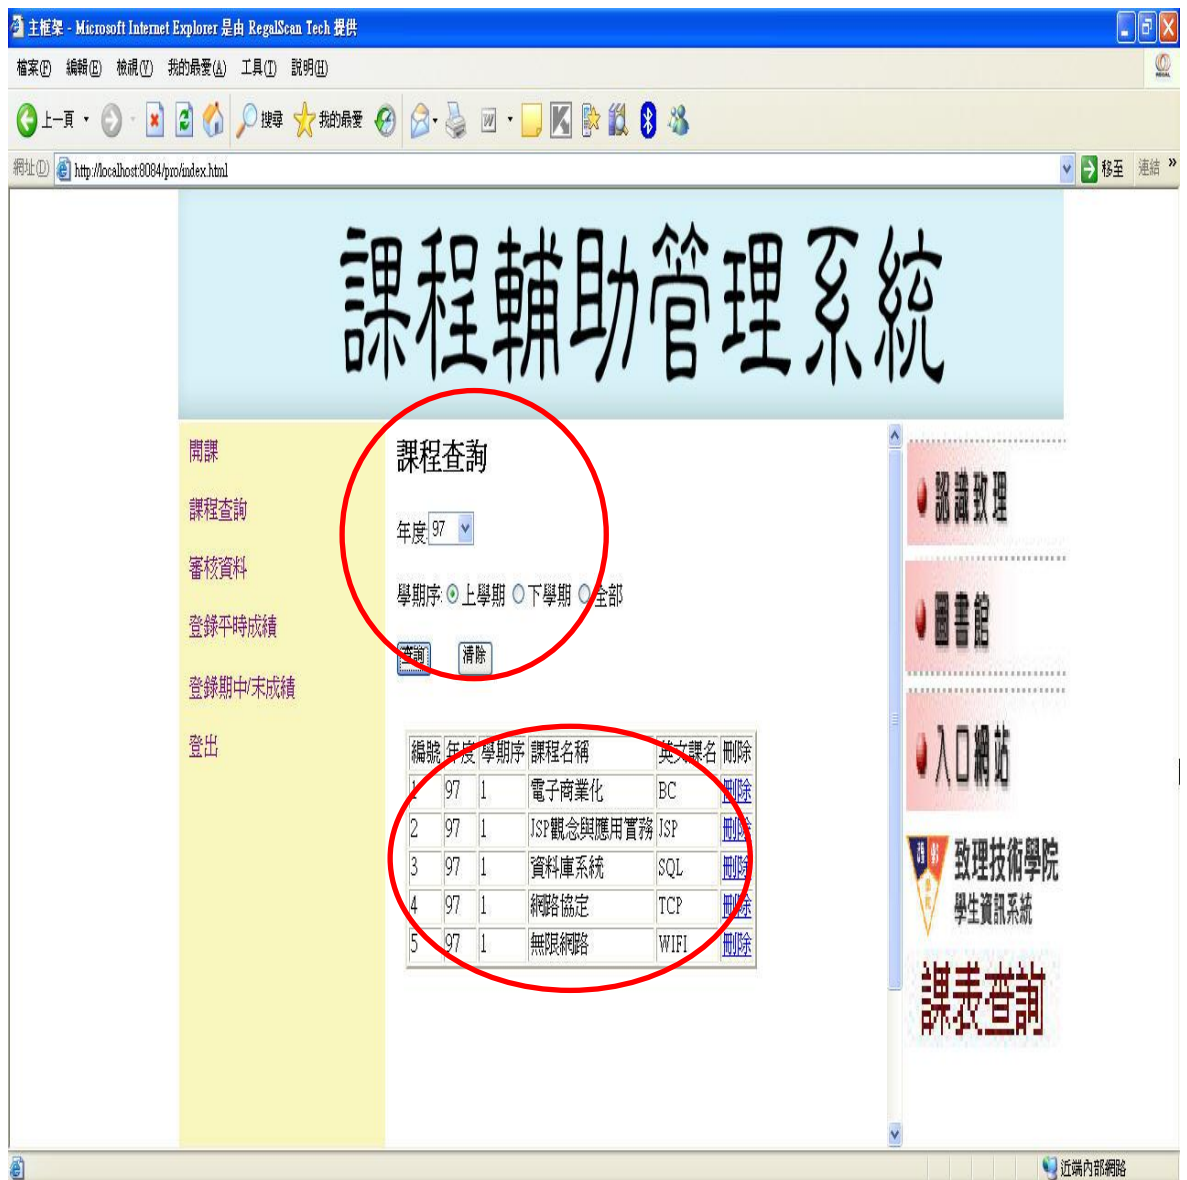 主框架 - Microsoft Internet Explorer 是由 RegalScan Tech 提供
檔案(F) 編輯(E) 檢視(V) 我的最愛(A) 工具(T) 說明(H)
REGAL
上一頁 搜尋 我的最愛
網址(D) http://localhost:8084/pro/index.html 移至 連結 »
課程輔助管理系統
開課
課程查詢
審核資料
登錄平時成績
登錄期中/末成績
登出
課程查詢
年度: 97
學期序: 上學期 下學期 全部
查詢 清除
編號 年度 學期序 課程名稱 英文課名 刪除
1 97 1 電子商業化 BC 刪除
2 97 1 JSP觀念與應用實務 JSP 刪除
3 97 1 資料庫系統 SQL 刪除
4 97 1 網路協定 TCP 刪除
5 97 1 無限網路 WIFI 刪除
認識致理
圖書館
入口網站
致理技術學院
學生資訊系統
課表查詢
近端內部網路